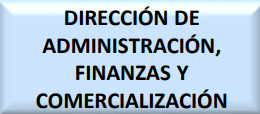 DIRECCIÓN DE
ADMINISTRACIÓN,
FINANZAS Y
COMERCIALIZACIÓN